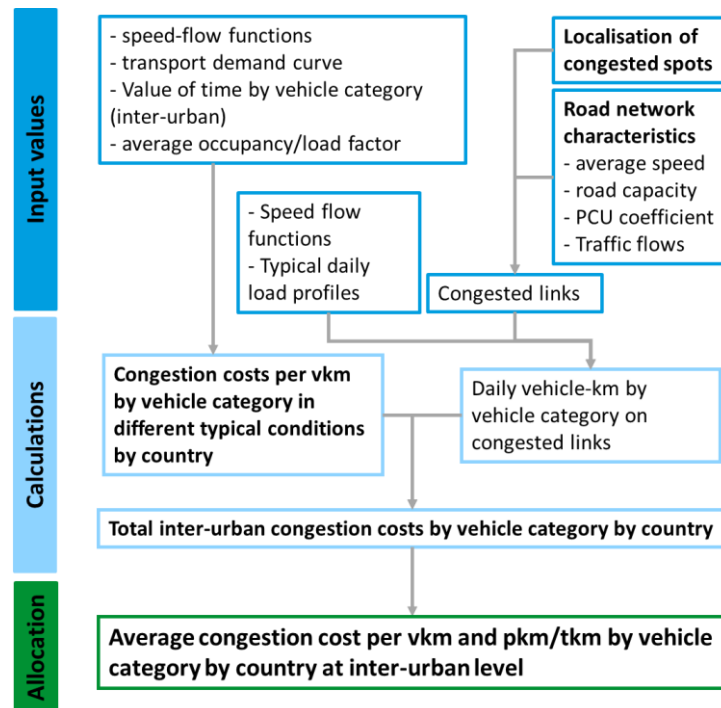 Input values
- speed-flow functions
- transport demand curve
- Value of time by vehicle category
(inter-urban)
- average occupancy/load factor
Localisation of
congested spots
Road network
characteristics
- average speed
- road capacity
- PCU coefficient
- Traffic flows
- Speed flow
functions
- Typical daily
load profiles
Congested links
Calculations
Congestion costs per vkm
by vehicle category in
different typical conditions
by country
Daily vehicle-km by
vehicle category on
congested links
Total inter-urban congestion costs by vehicle category by country
Allocation
Average congestion cost per vkm and pkm/tkm by vehicle
category by country at inter-urban level